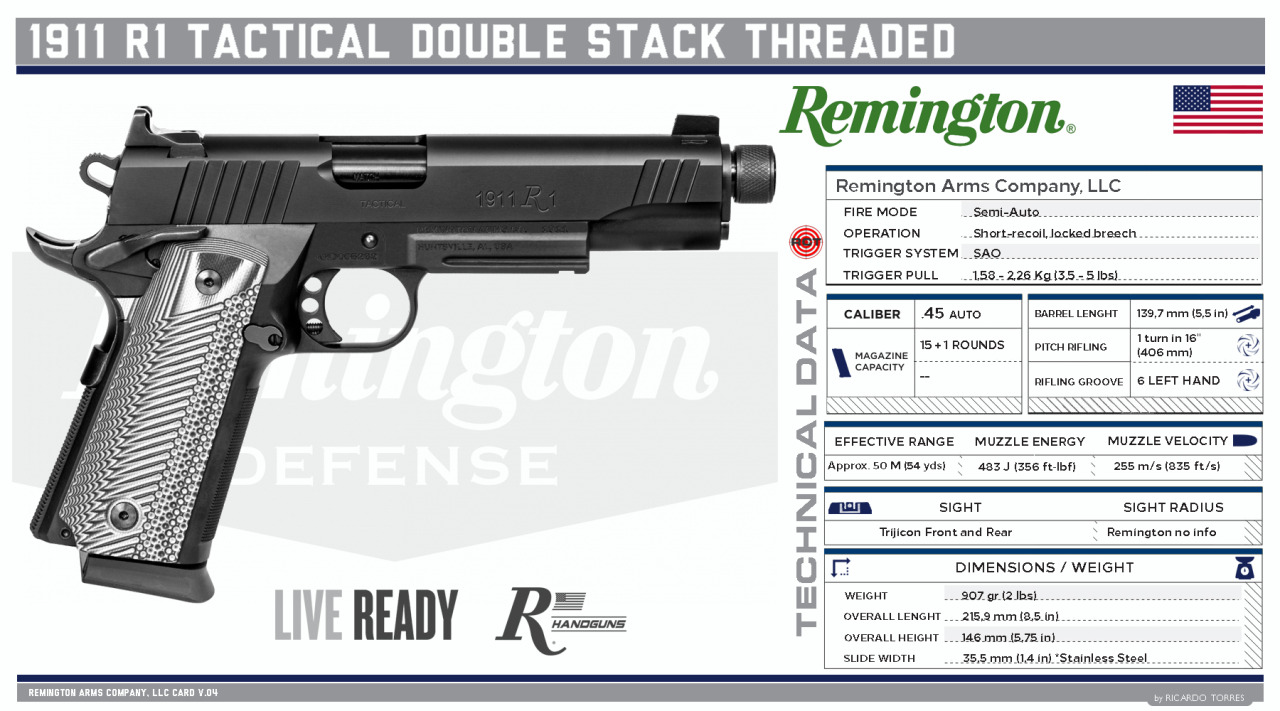 1911 R1 TACTICAL DOUBLE STACK THREADED
Remington®
Remington Arms Company, LLC
FIRE MODE Semi-Auto
OPERATION Short-recoil, locked breech
TRIGGER SYSTEM SAO
TRIGGER PULL 1,58 - 2,26 Kg (3,5 - 5 lbs)
TECHNICAL DATA
CALIBER .45 AUTO
MAGAZINE CAPACITY 15 + 1 ROUNDS
--
BARREL LENGHT 139,7 mm (5,5 in)
PITCH RIFLING 1 turn in 16"
(406 mm)
RIFLING GROOVE 6 LEFT HAND
EFFECTIVE RANGE MUZZLE ENERGY MUZZLE VELOCITY
Approx. 50 M (54 yds) 483 J (356 ft-lbf) 255 m/s (835 ft/s)
SIGHT SIGHT RADIUS
Trijicon Front and Rear Remington no info
DIMENSIONS / WEIGHT
WEIGHT 907 gr (2 lbs)
OVERALL LENGHT 215,9 mm (8,5 in)
OVERALL HEIGHT 146 mm (5,75 in)
SLIDE WIDTH 35,5 mm (1,4 in) *Stainless Steel
MATCH
TACTICAL
1911 R1
HUNTSVILLE, AL, USA
Remington
DEFENSE
LIVE READY
R HANDGUNS
REMINGTON ARMS COMPANY, LLC CARD V.04
by RICARDO TORRES